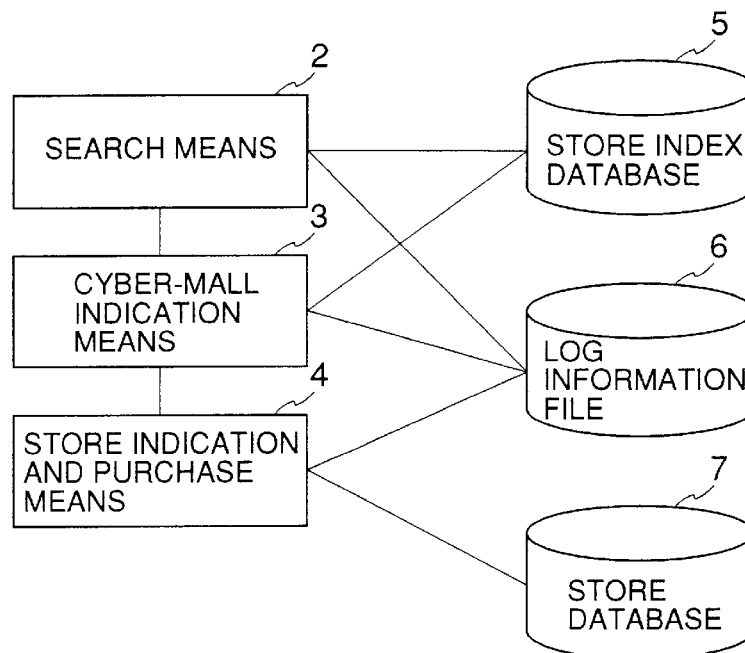 2
SEARCH MEANS
3
CYBER-MALL
INDICATION
MEANS
4
STORE INDICATION
AND PURCHASE
MEANS
5
STORE INDEX
DATABASE
6
LOG
INFORMATION
FILE
7
STORE
DATABASE